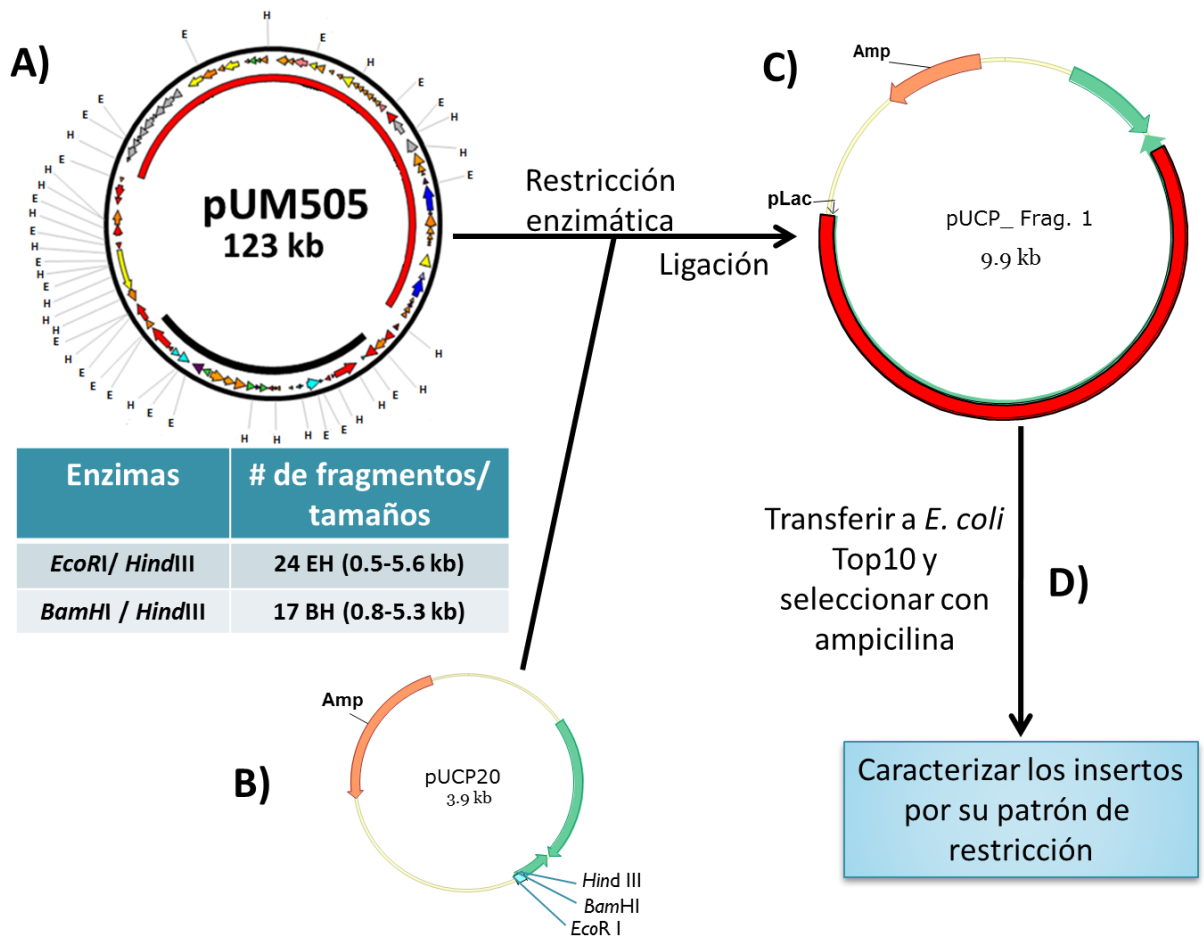 A)
pUM505
123 kb
H
E
E
H
H
E
E
E
H
H
E
H
E
H
E
H
H
E
H
E
H
H
H
E
E
H
E
E
H
H
E
E
H
H
H
E
H
H
Enzimas
# de fragmentos/
tamaños
EcoRI/ HindIII
24 EH (0.5-5.6 kb)
BamHI / HindIII
17 BH (0.8-5.3 kb)
Restricción
enzimática
Ligación
B)
Amp
pUCP20
3.9 kb
Hind III
BamHI
EcoR I
C)
Amp
pLac
pUCP_ Frag. 1
9.9 kb
Transferir a E. coli
Top10 y
seleccionar con
ampicilina
D)
Caracterizar los insertos
por su patrón de
restricción